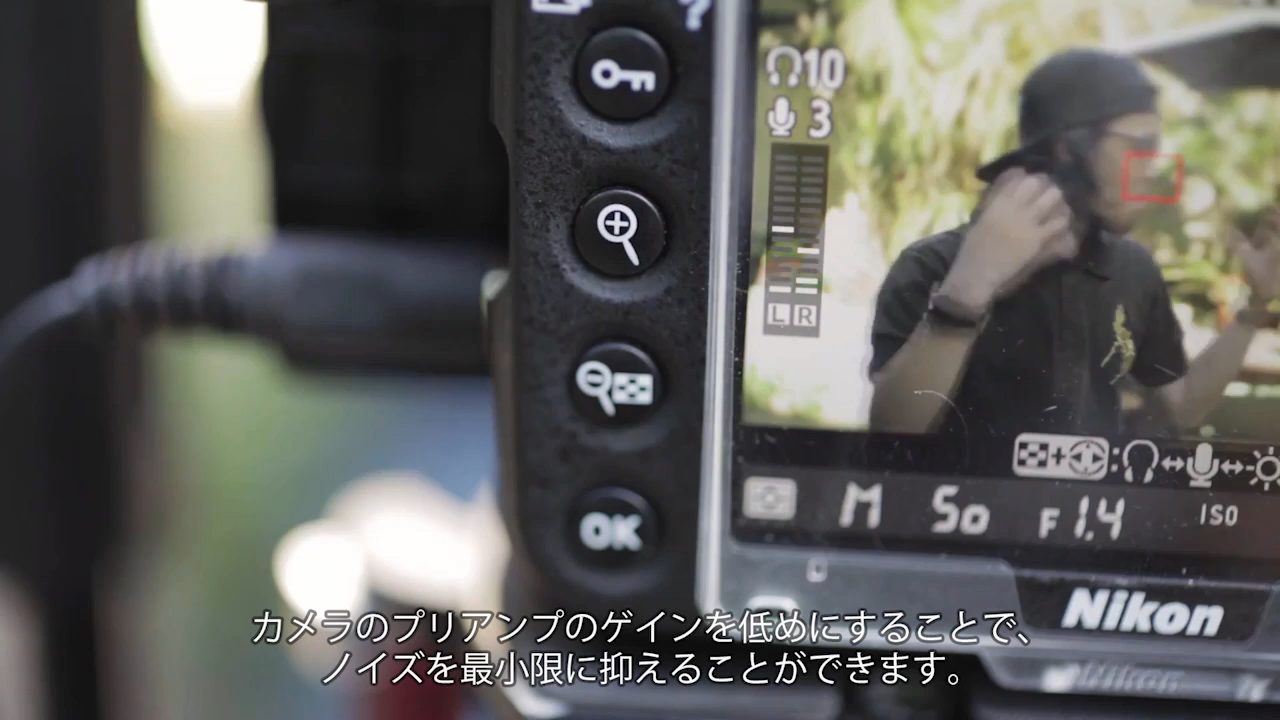 ?
10
3
L R
M 50 F1.4 ISO
OK
Nikon
Nikon
カメラのプリアンプのゲインを低めにすることで、
ノイズを最小限に抑えることができます。